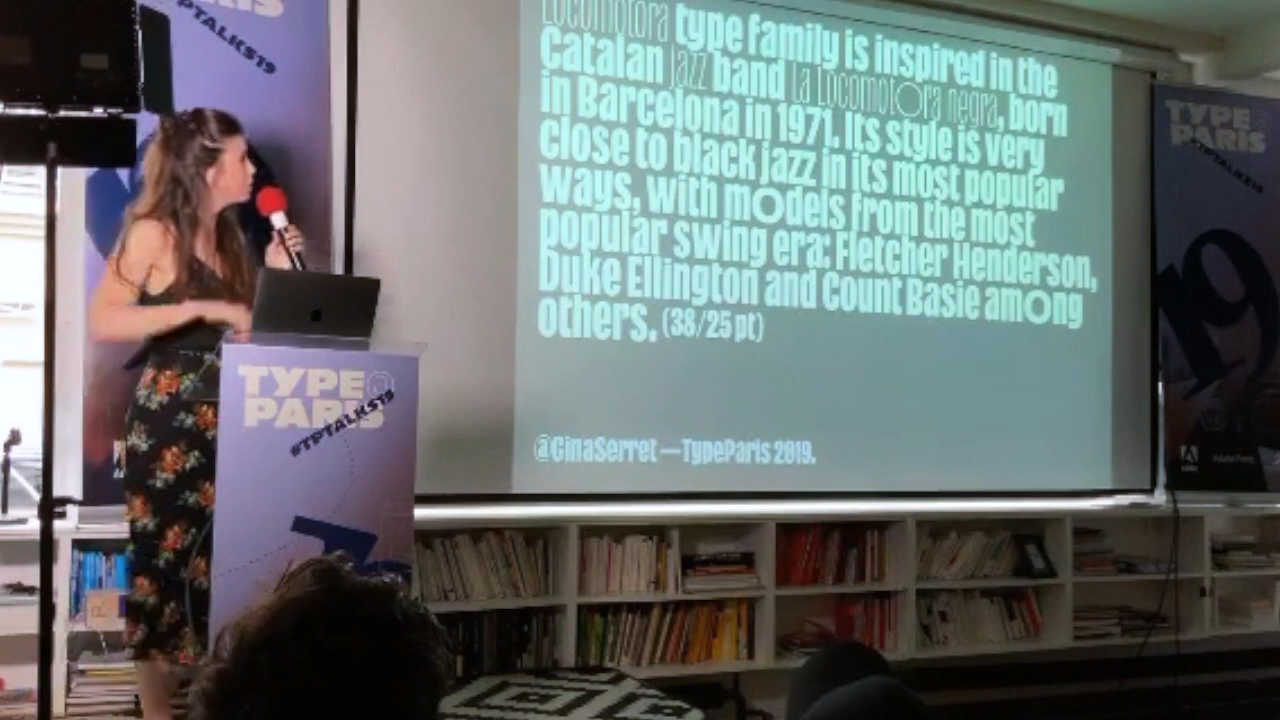 #TPTALKS19
Locomotora type family is inspired in the
Catalan jazz band La Locomotora negra, born
in Barcelona in 1971. Its style is very
close to black jazz in its most popular
ways, with models from the most
popular swing era: Fletcher Henderson,
Duke Ellington and Count Basie among
others. (38/25 pt)
@GinaSerret — TypeParis 2019.
TYPE
PARIS
#TPTALKS19
TYPE
PARIS
#TPTALKS19
19
Adobe